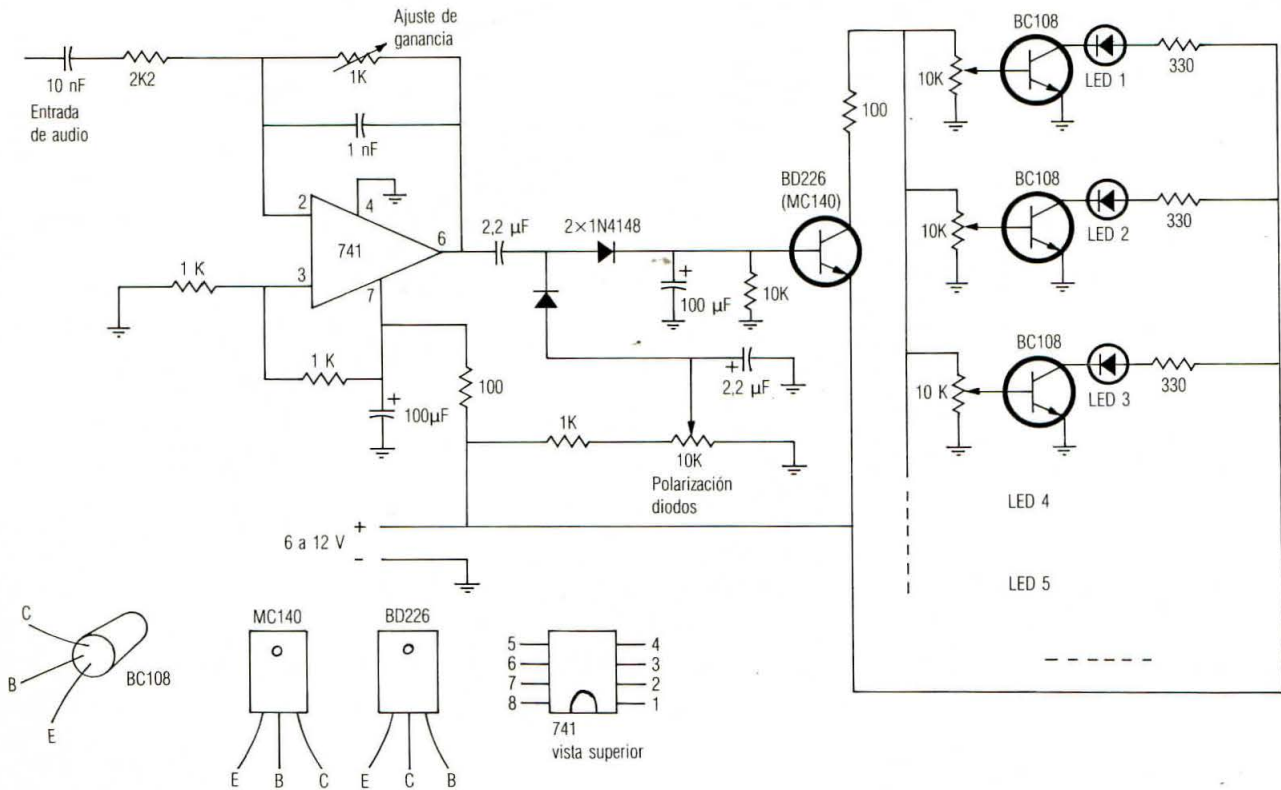 Ajuste de
ganancia
10 nF
2K2
1K
Entrada
de audio
1 nF
2
4
741
6
3
7
1 K
1 K
+
100µF
100
2,2 µF
2×1N4148
+
100 µF
10K
+
2,2 µF
1K
10K
Polarización
diodos
+
6 a 12 V
-
BD226
(MC140)
100
BC108
10K
LED 1
330
BC108
10K
LED 2
330
BC108
10 K
LED 3
330
LED 4
LED 5
C
B
E
BC108
MC140
E B C
BD226
E C B
5 4
6 3
7 2
8 1
741
vista superior